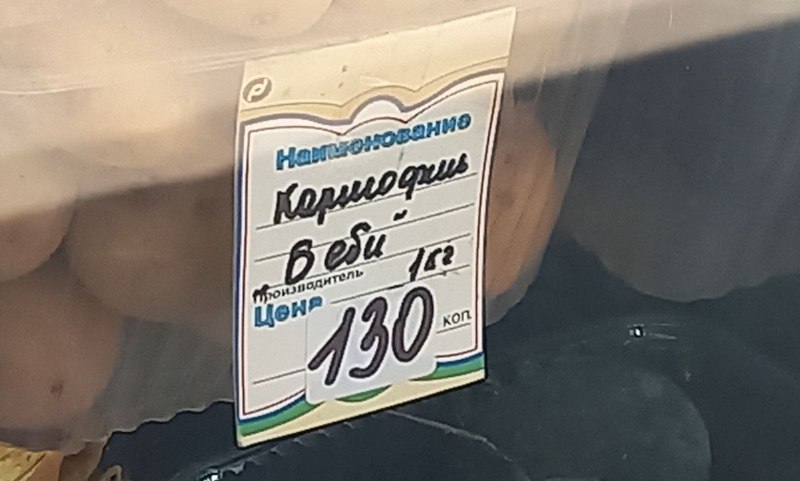 Наименование
Картофель
"Беби"
Производитель
1кг
Цена
130 коп.